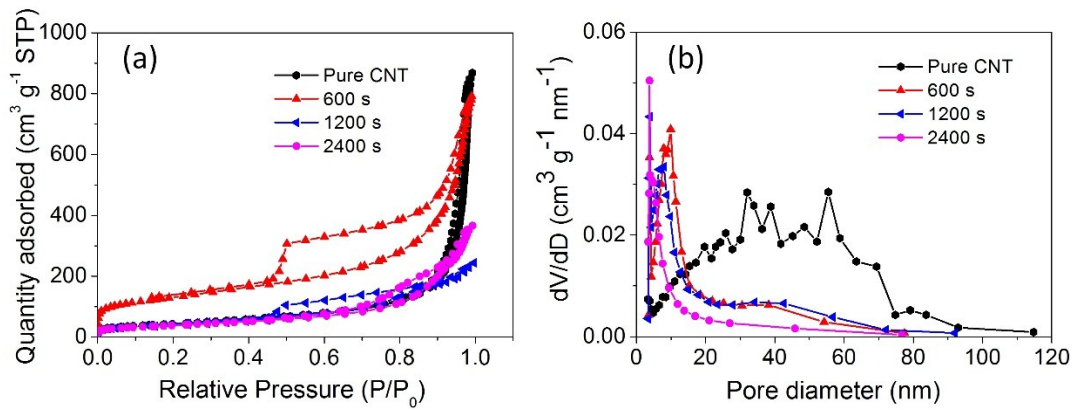 (a)
Quantity adsorbed (cm³ g⁻¹ STP)
1000
800
600
400
200
0
Pure CNT
600 s
1200 s
2400 s
0.0 0.2 0.4 0.6 0.8 1.0
Relative Pressure (P/P₀)
(b)
dV/dD (cm³ g⁻¹ nm⁻¹)
0.06
0.04
0.02
0.00
Pure CNT
600 s
1200 s
2400 s
0 20 40 60 80 100 120
Pore diameter (nm)